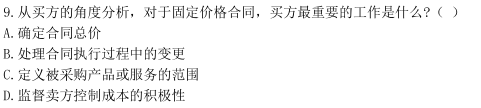 9.从买方的角度分析，对于固定价格合同，买方最重要的工作是什么?（ ）
A.确定合同总价
B.处理合同执行过程中的变更
C.定义被采购产品或服务的范围
D.监督卖方控制成本的积极性